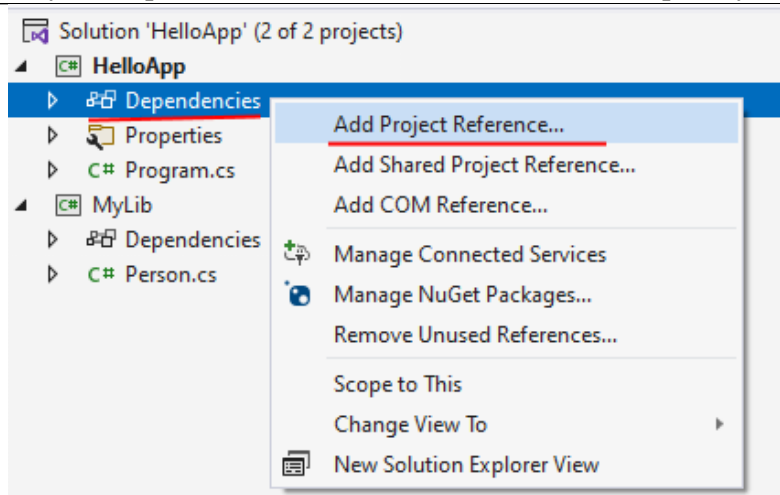 Solution 'HelloApp' (2 of 2 projects)
C# HelloApp
Dependencies
Properties
C# Program.cs
C# MyLib
Dependencies
C# Person.cs
Add Project Reference...
Add Shared Project Reference...
Add COM Reference...
Manage Connected Services
Manage NuGet Packages...
Remove Unused References...
Scope to This
Change View To
New Solution Explorer View